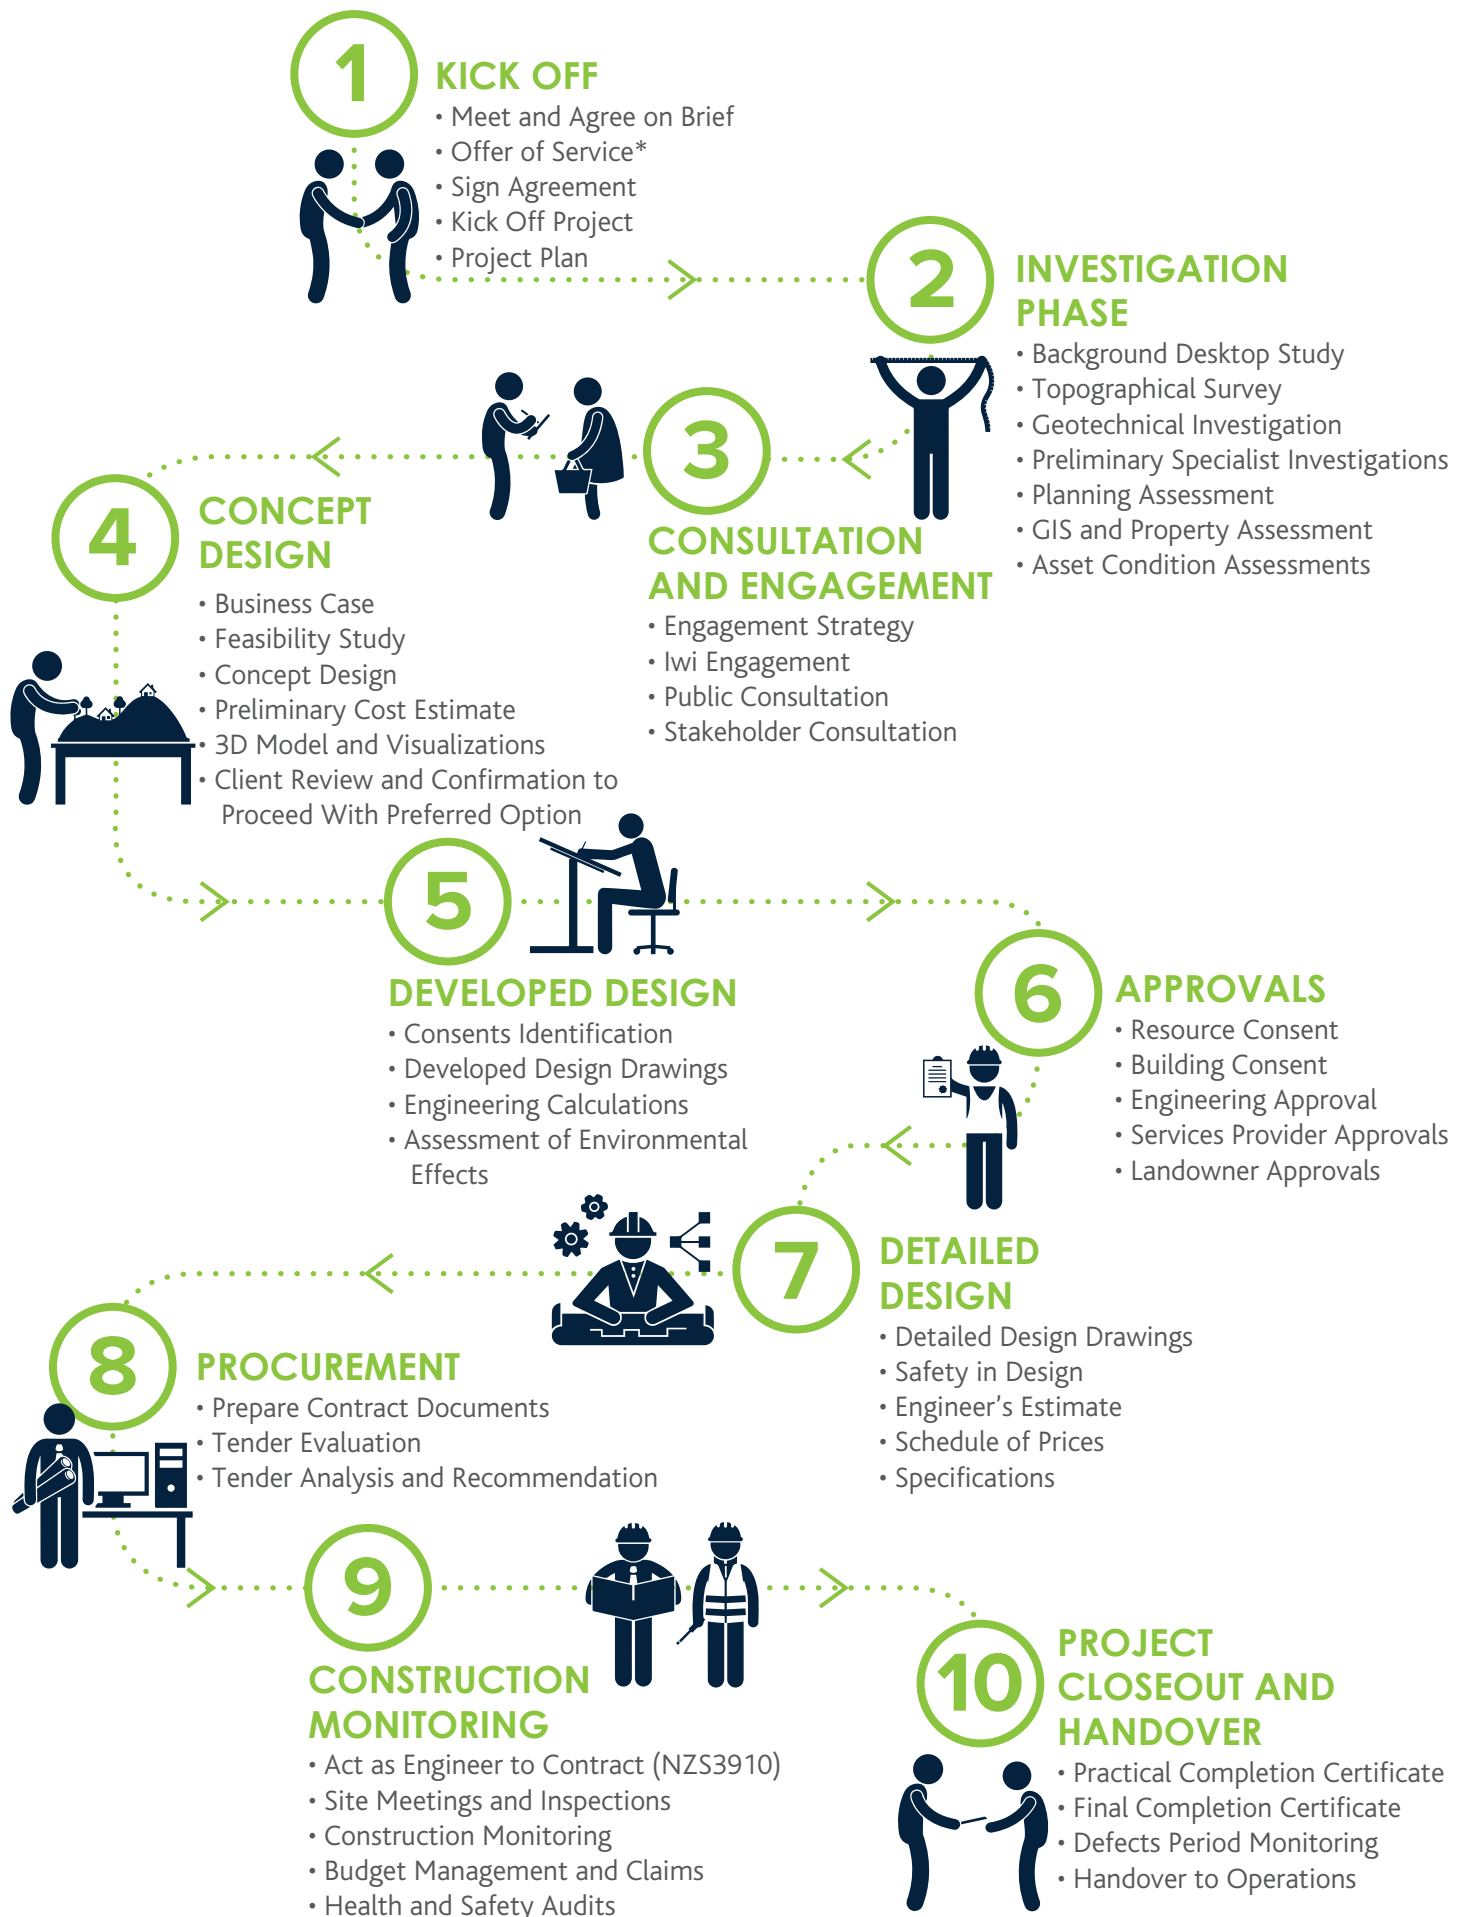 1
KICK OFF
• Meet and Agree on Brief
• Offer of Service*
• Sign Agreement
• Kick Off Project
• Project Plan
2
INVESTIGATION
PHASE
• Background Desktop Study
• Topographical Survey
• Geotechnical Investigation
• Preliminary Specialist Investigations
• Planning Assessment
• GIS and Property Assessment
• Asset Condition Assessments
3
CONSULTATION
AND ENGAGEMENT
• Engagement Strategy
• Iwi Engagement
• Public Consultation
• Stakeholder Consultation
4
CONCEPT
DESIGN
• Business Case
• Feasibility Study
• Concept Design
• Preliminary Cost Estimate
• 3D Model and Visualizations
• Client Review and Confirmation to
Proceed With Preferred Option
5
DEVELOPED DESIGN
• Consents Identification
• Developed Design Drawings
• Engineering Calculations
• Assessment of Environmental
Effects
6
APPROVALS
• Resource Consent
• Building Consent
• Engineering Approval
• Services Provider Approvals
• Landowner Approvals
7
DETAILED
DESIGN
• Detailed Design Drawings
• Safety in Design
• Engineer’s Estimate
• Schedule of Prices
• Specifications
8
PROCUREMENT
• Prepare Contract Documents
• Tender Evaluation
• Tender Analysis and Recommendation
9
CONSTRUCTION
MONITORING
• Act as Engineer to Contract (NZS3910)
• Site Meetings and Inspections
• Construction Monitoring
• Budget Management and Claims
• Health and Safety Audits
10
PROJECT
CLOSEOUT AND
HANDOVER
• Practical Completion Certificate
• Final Completion Certificate
• Defects Period Monitoring
• Handover to Operations